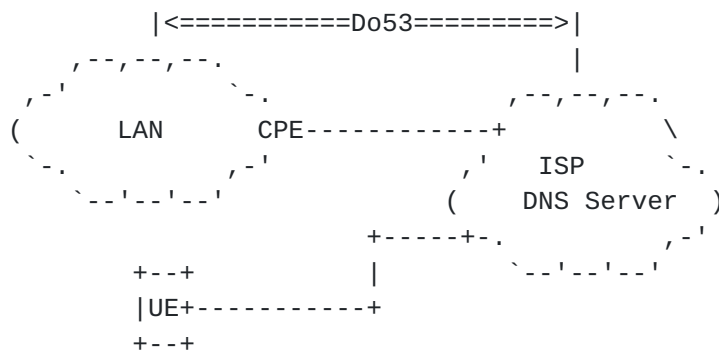 |<===========Do53=========>|
,--,--,--. |
,-' `-. ,--,--,--.
( LAN CPE------------+ \
`-. ,-' ,' ISP `-.
`--'--'--' ( DNS Server )
+-----+-. ,-'
+--+ | `--'--'--'
|UE+-----------+
+--+